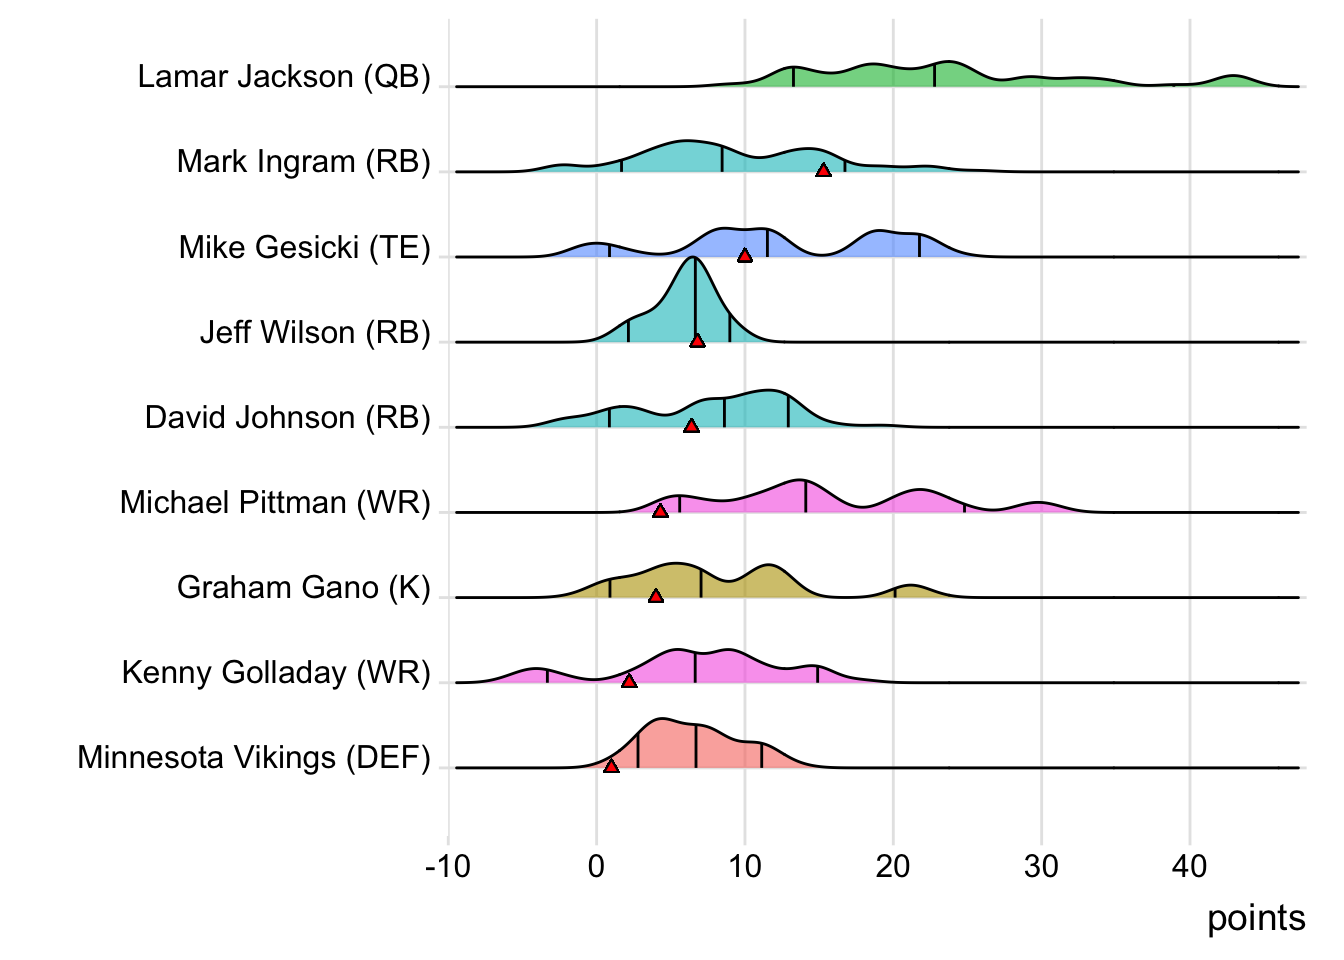 Lamar Jackson (QB)
Mark Ingram (RB)
Mike Gesicki (TE)
Jeff Wilson (RB)
David Johnson (RB)
Michael Pittman (WR)
Graham Gano (K)
Kenny Golladay (WR)
Minnesota Vikings (DEF)
-10 0 10 20 30 40
points